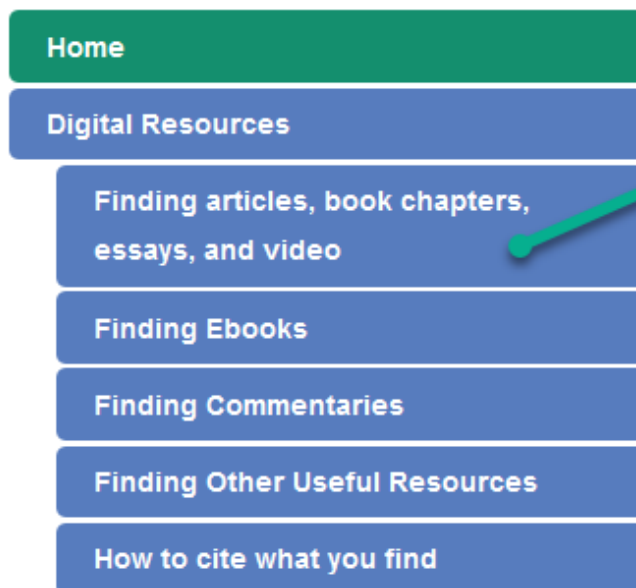 Home
Digital Resources
Finding articles, book chapters,
essays, and video
Finding Ebooks
Finding Commentaries
Finding Other Useful Resources
How to cite what you find